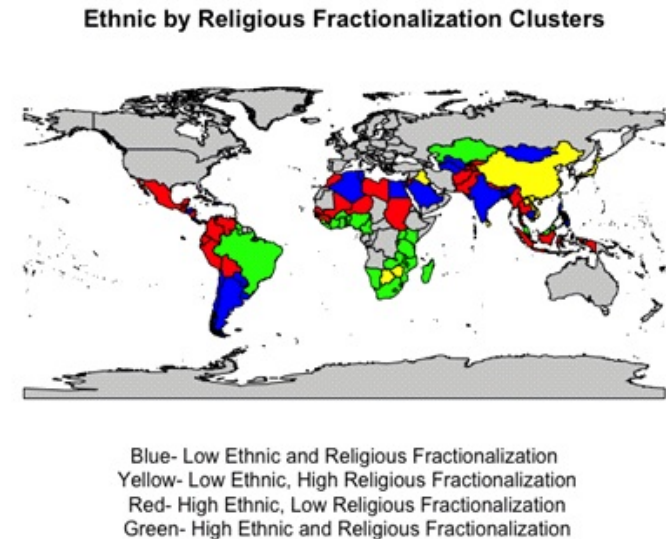 Ethnic by Religious Fractionalization Clusters
Blue- Low Ethnic and Religious Fractionalization
Yellow- Low Ethnic, High Religious Fractionalization
Red- High Ethnic, Low Religious Fractionalization
Green- High Ethnic and Religious Fractionalization